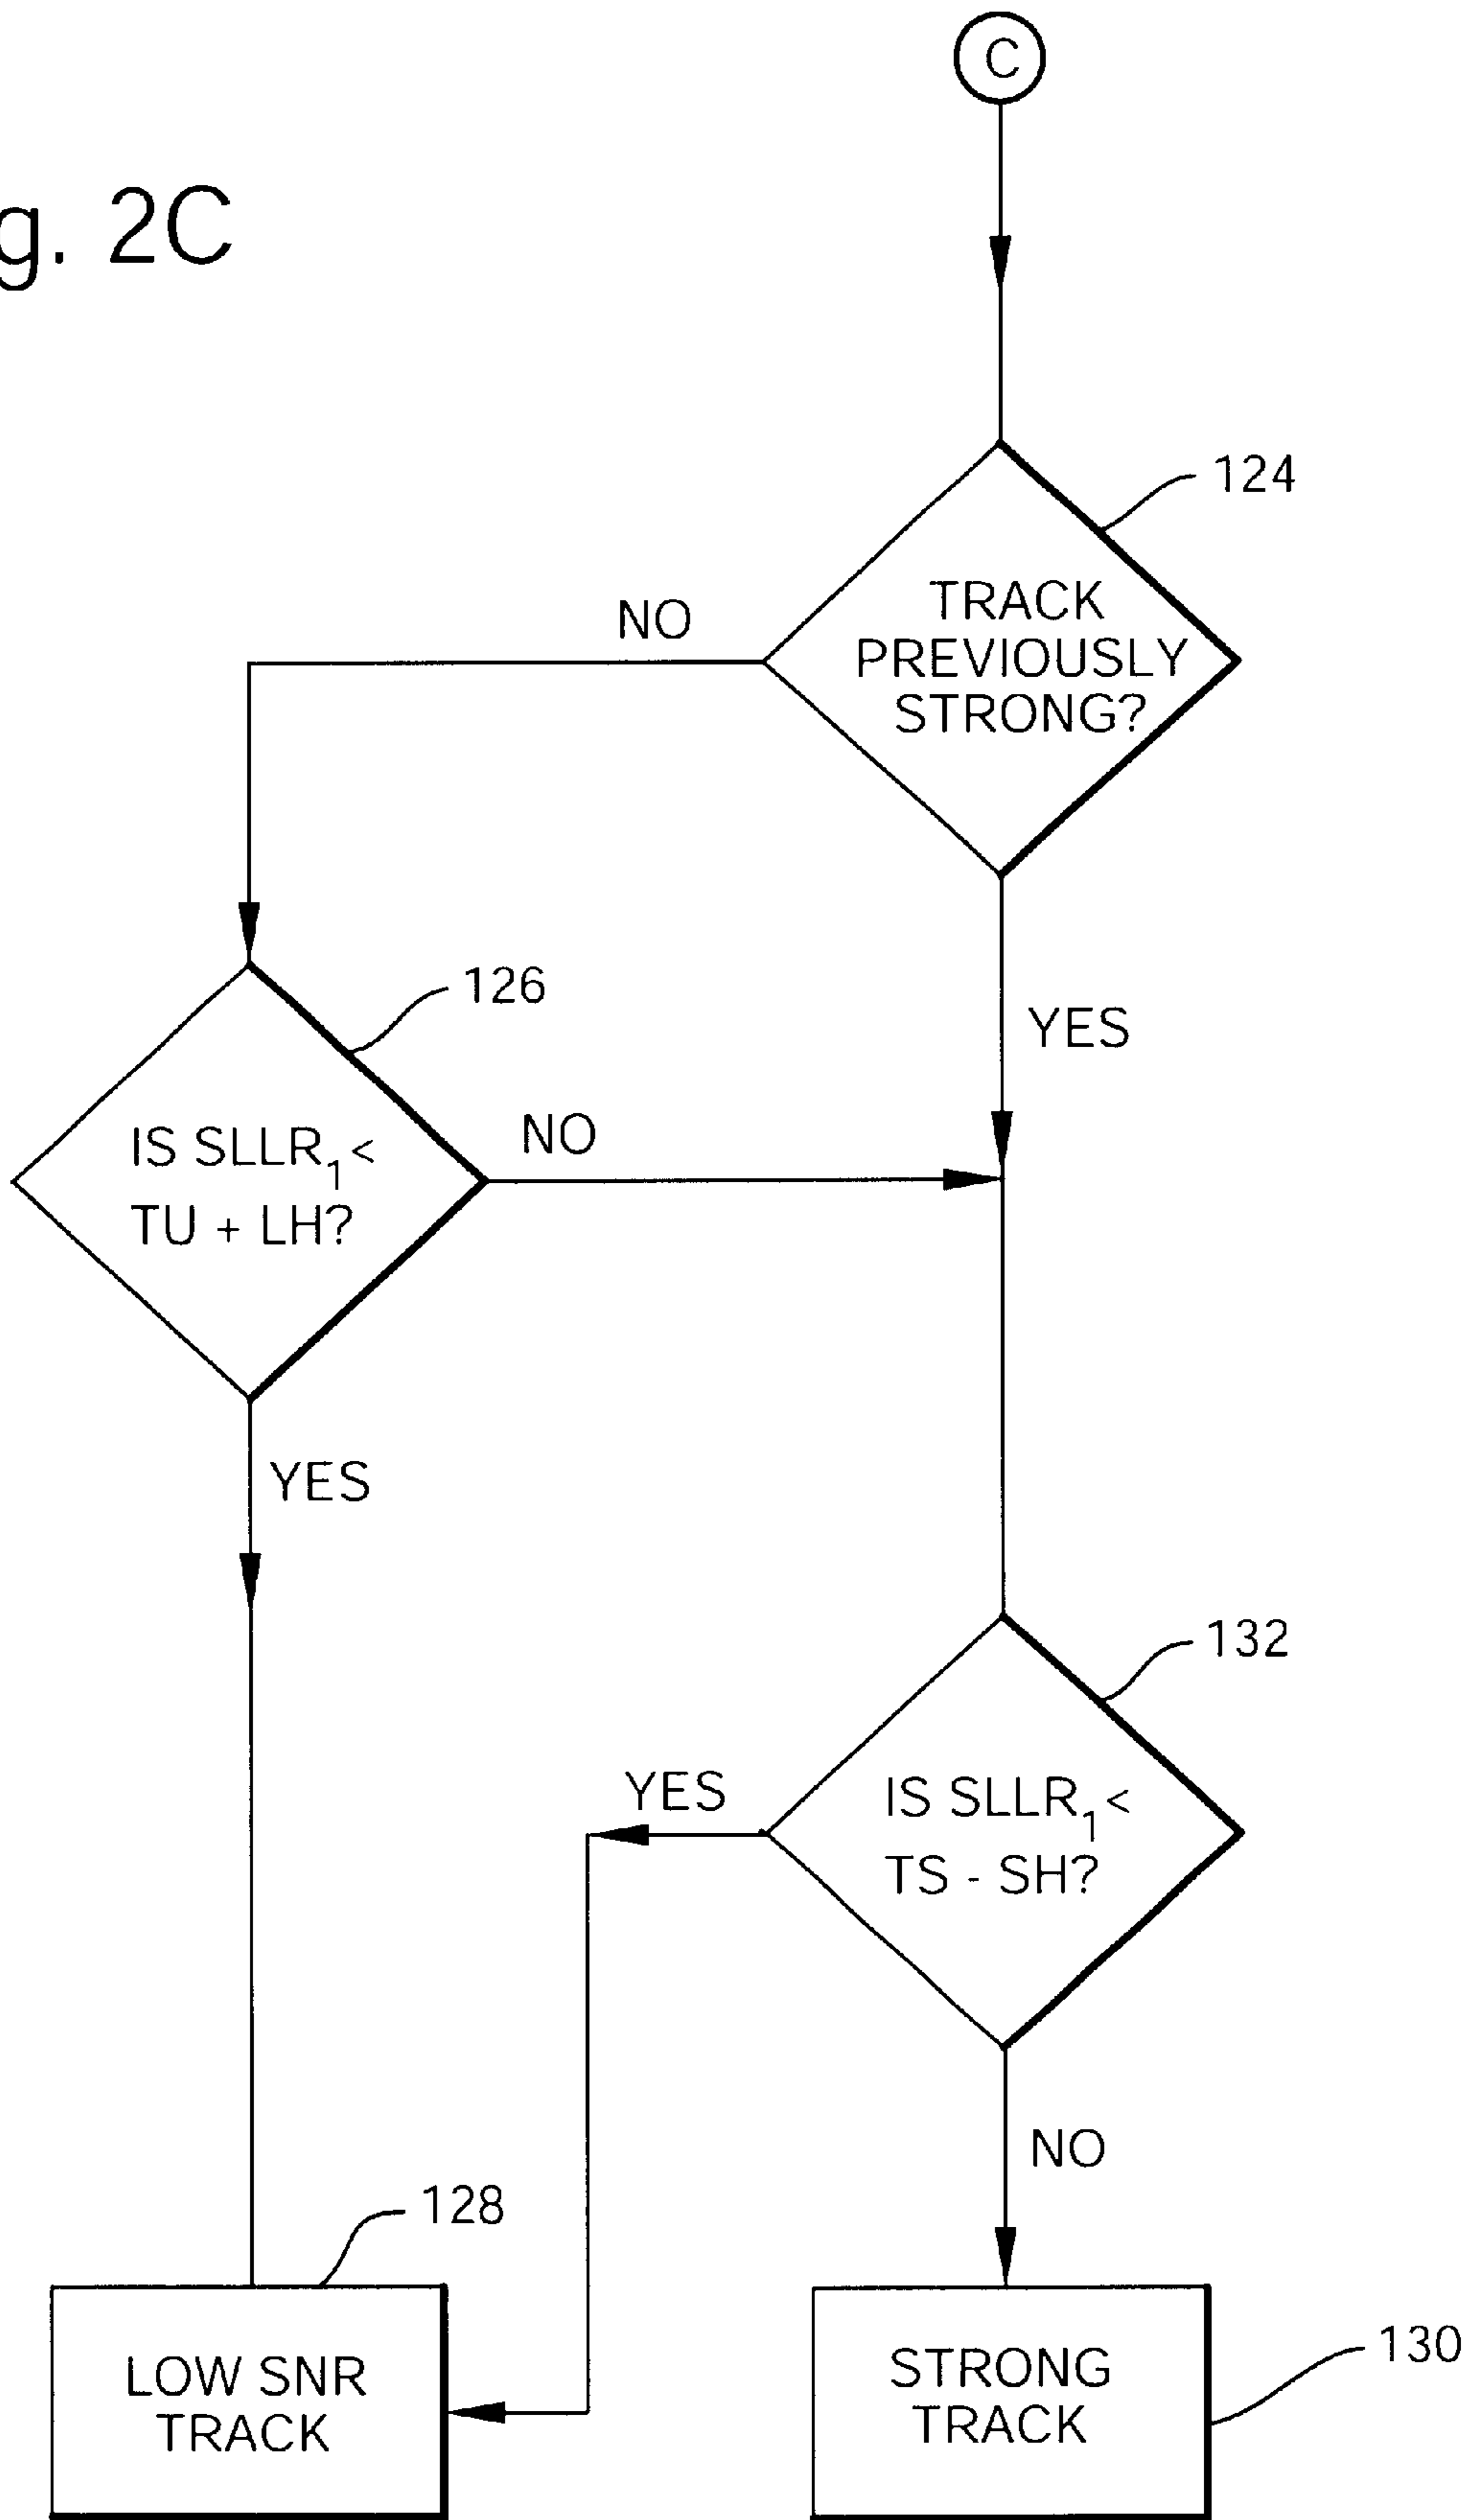 C
g. 2C
124
TRACK
PREVIOUSLY
STRONG?
NO
126
YES
IS SLLR₁ <
TU + LH?
NO
YES
132
YES
IS SLLR₁ <
TS - SH?
NO
128
LOW SNR
TRACK
STRONG
TRACK
130